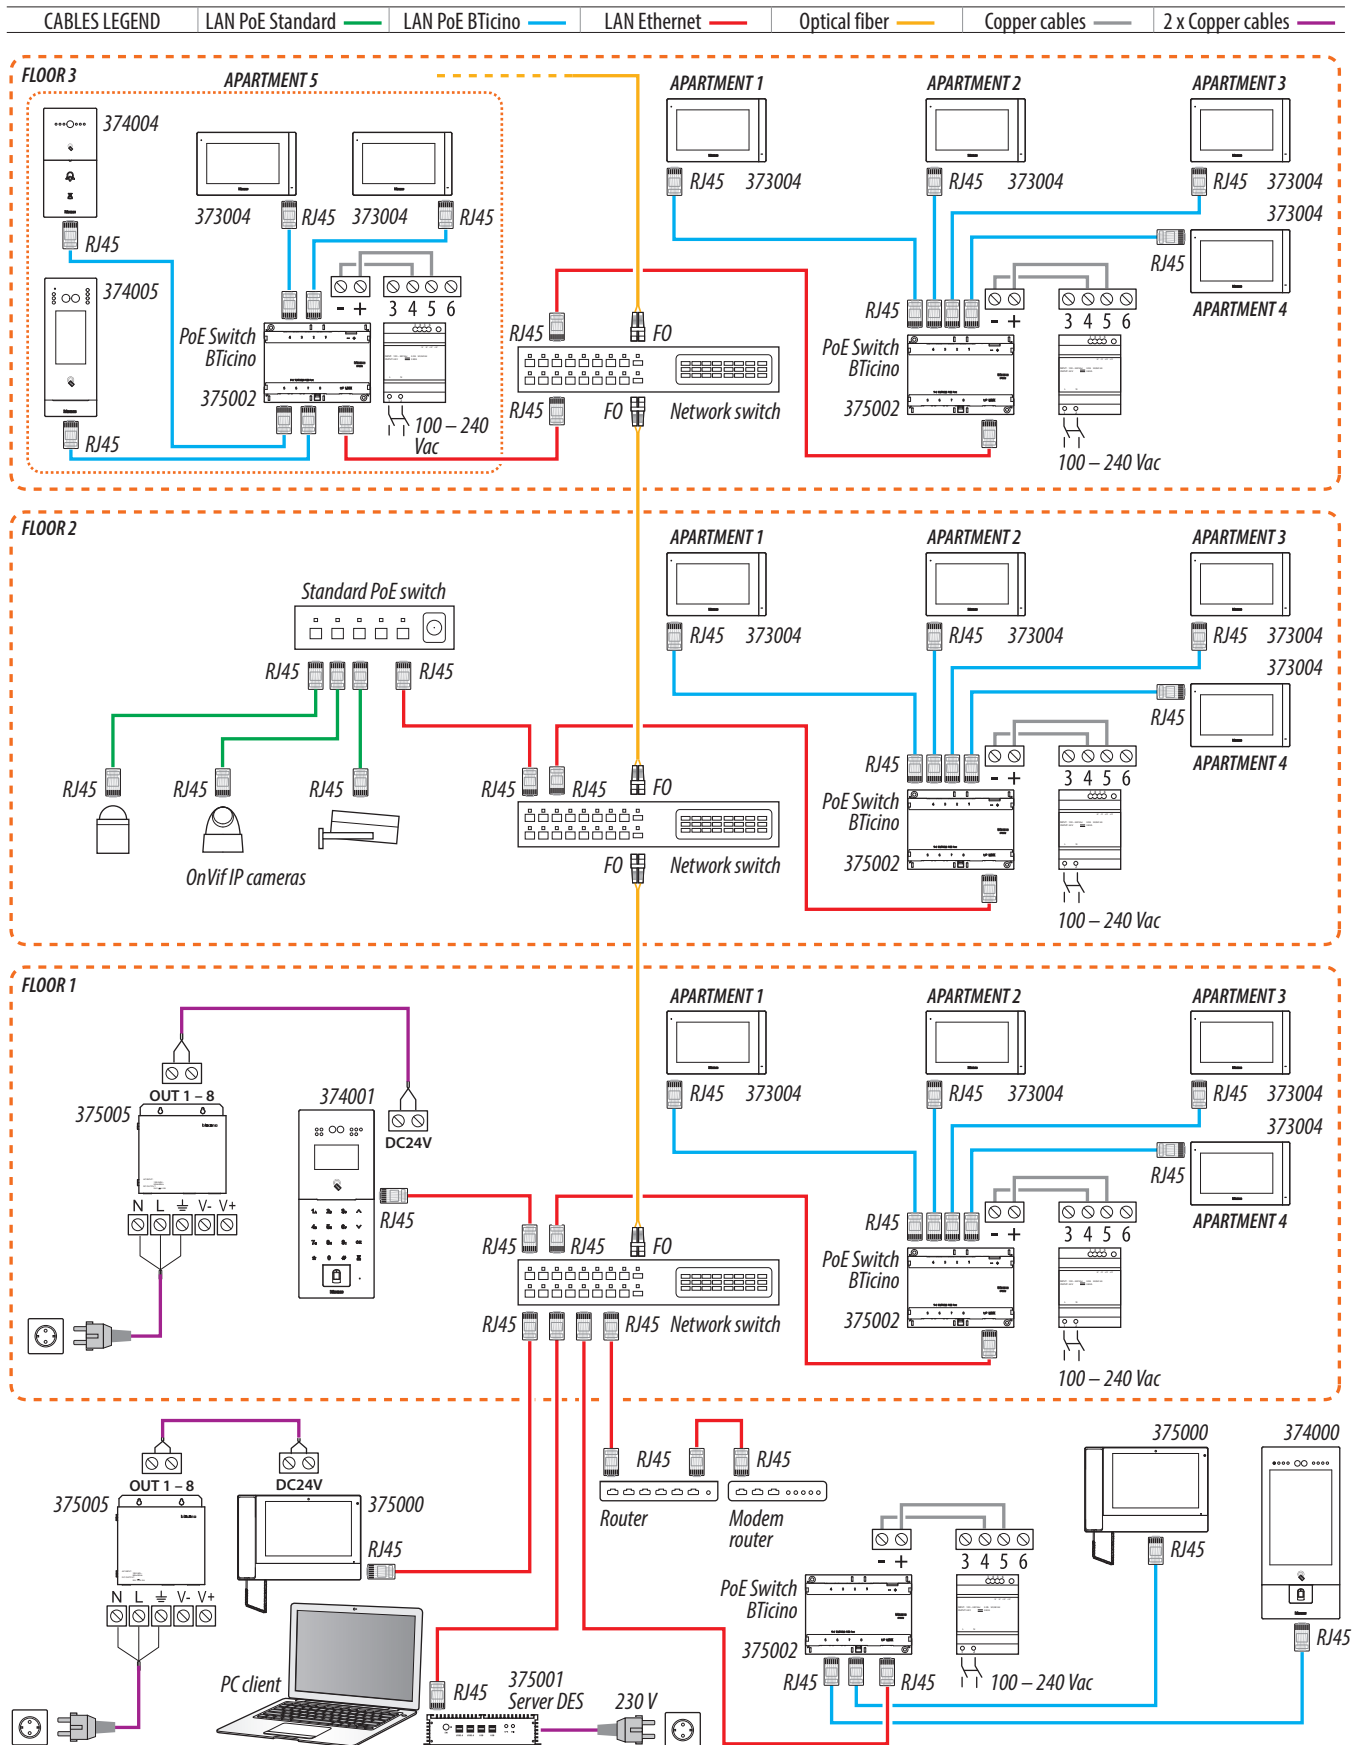 CABLES LEGEND LAN PoE Standard LAN PoE BTicino LAN Ethernet Optical fiber Copper cables 2 x Copper cables
FLOOR 3
APARTMENT 5
APARTMENT 1
APARTMENT 2
APARTMENT 3
374004
RJ45 373004
RJ45 373004
RJ45 373004
373004
373004 RJ45
373004 RJ45
RJ45
RJ45
APARTMENT 4
374005
- +
3 4 5 6
RJ45
FO
RJ45
- +
3 4 5 6
PoE Switch
BTicino
375002
PoE Switch
BTicino
375002
RJ45
FO
Network switch
RJ45
100 – 240
Vac
100 – 240 Vac
FLOOR 2
APARTMENT 1
APARTMENT 2
APARTMENT 3
Standard PoE switch
RJ45 373004
RJ45 373004
RJ45 373004
373004
RJ45
RJ45
RJ45
APARTMENT 4
RJ45
- +
3 4 5 6
RJ45
RJ45
RJ45
RJ45
RJ45
FO
PoE Switch
BTicino
375002
OnVif IP cameras
FO
Network switch
100 – 240 Vac
FLOOR 1
APARTMENT 1
APARTMENT 2
APARTMENT 3
OUT 1 – 8
375005
374001
DC24V
RJ45 373004
RJ45 373004
RJ45 373004
373004
RJ45
APARTMENT 4
N L V- V+
RJ45
RJ45
- +
3 4 5 6
RJ45
RJ45
FO
PoE Switch
BTicino
375002
RJ45
RJ45
Network switch
100 – 240 Vac
375000
374000
OUT 1 – 8
DC24V
375005
375000
RJ45
RJ45
Router
Modem
router
RJ45
RJ45
- +
3 4 5 6
N L V- V+
PoE Switch
BTicino
375002
RJ45
PC client
RJ45
375001
Server DES
230 V
RJ45
RJ45
100 – 240 Vac